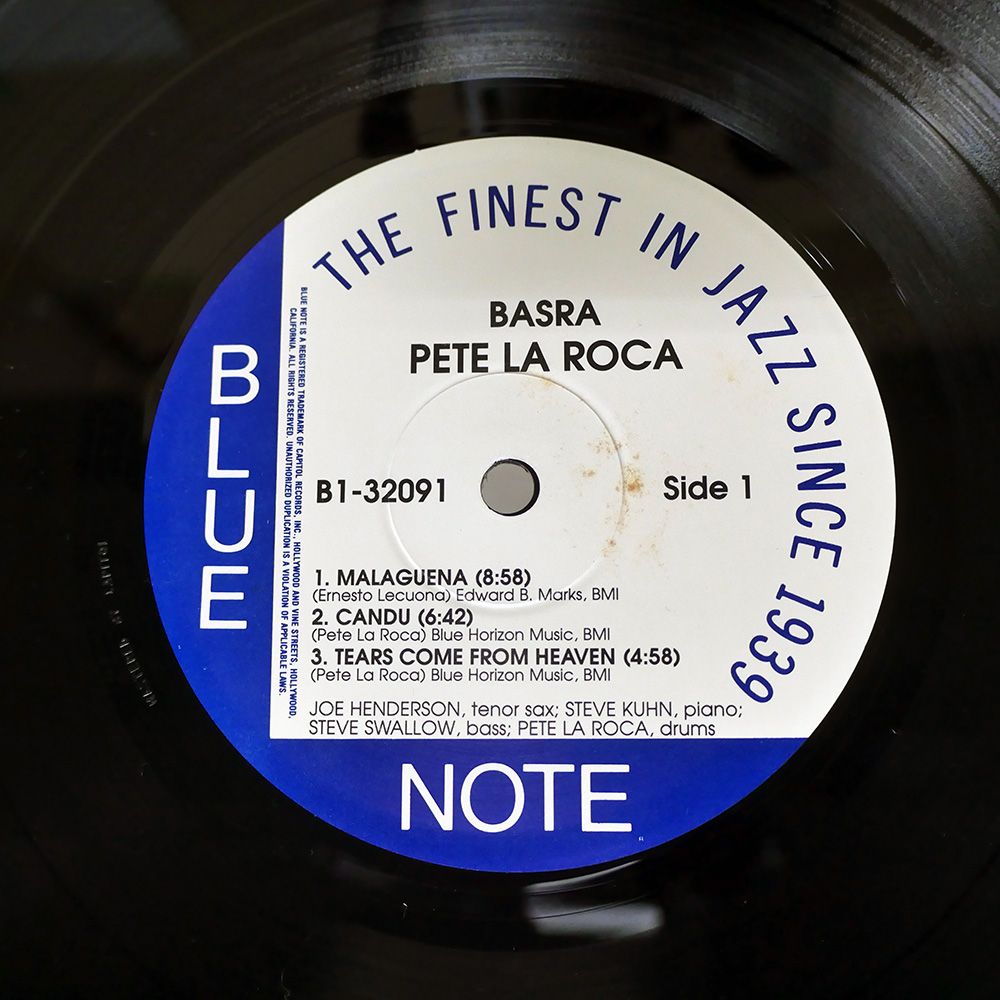 THE FINEST IN JAZZ SINCE 1939
BASRA
PETE LA ROCA
B1-32091
Side 1
1. MALAGUENA (8:58)
(Ernesto Lecuona) Edward B. Marks, BMI
2. CANDU (6:42)
(Pete La Roca) Blue Horizon Music, BMI
3. TEARS COME FROM HEAVEN (4:58)
(Pete La Roca) Blue Horizon Music, BMI
JOE HENDERSON, tenor sax; STEVE KUHN, piano;
STEVE SWALLOW, bass; PETE LA ROCA, drums
BLUE
NOTE
BLUE NOTE IS A REGISTERED TRADEMARK OF CAPITOL RECORDS, INC., HOLLYWOOD AND VINE STREETS, HOLLYWOOD,
CALIFORNIA. ALL RIGHTS RESERVED. UNAUTHORIZED DUPLICATION IS A VIOLATION OF APPLICABLE LAWS.